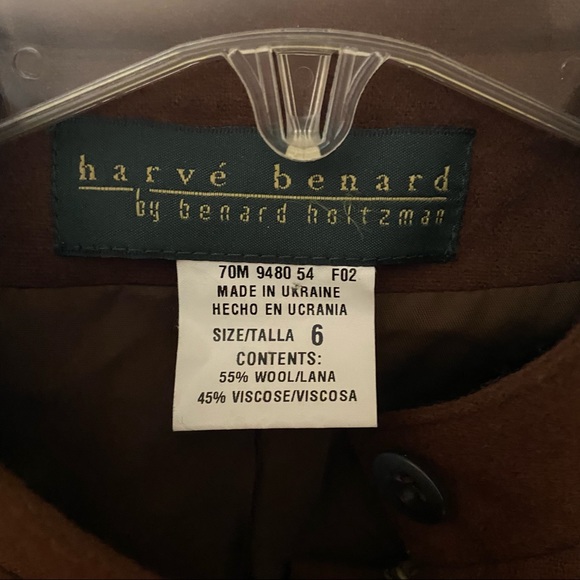 harvé benard
by benard holtzman
70M 9480 54 F02
MADE IN UKRAINE
HECHO EN UCRANIA
SIZE/TALLA 6
CONTENTS:
55% WOOL/LANA
45% VISCOSE/VISCOSA